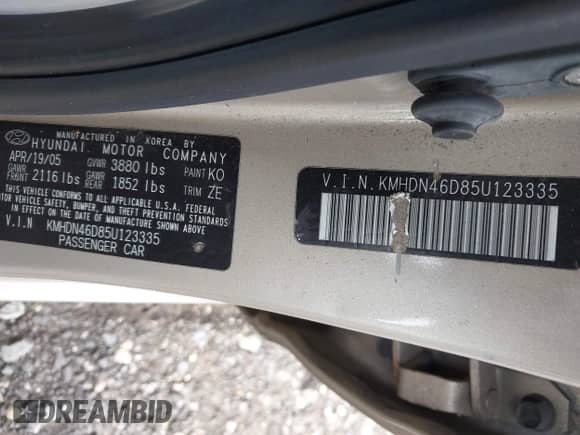 MANUFACTURED IN KOREA BY
HYUNDAI MOTOR COMPANY
APR/19/05 GVWR 3880 lbs PAINT KO
GAWR FRONT 2116 lbs GAWR REAR 1852 lbs TRIM ZE
THIS VEHICLE CONFORMS TO ALL APPLICABLE U.S.A. FEDERAL
MOTOR VEHICLE SAFETY, BUMPER, AND THEFT PREVENTION STANDARDS
IN EFFECT ON THE DATE OF MANUFACTURE SHOWN ABOVE.
V.I.N KMHDN46D85U123335
PASSENGER CAR
V.I.N.KMHDN46D85U123335
DREAMBID